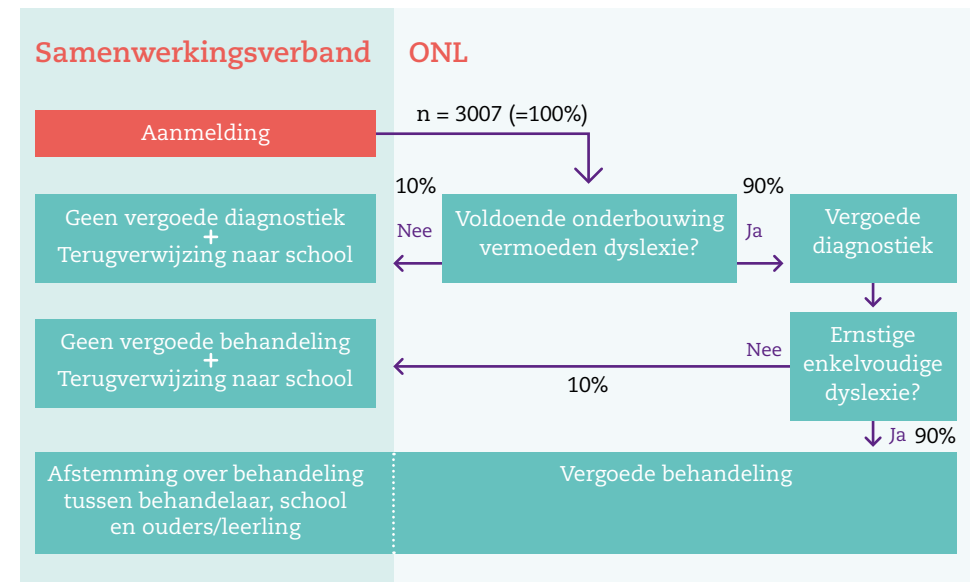 Samenwerkingsverband
ONL
n = 3007 (=100%)
Aanmelding
10%
90%
Geen vergoede diagnostiek
+
Terugverwijzing naar school
Nee
Voldoende onderbouwing
vermoeden dyslexie?
Ja
Vergoede
diagnostiek
Geen vergoede behandeling
+
Terugverwijzing naar school
Nee
10%
Ernstige
enkelvoudige
dyslexie?
Ja 90%
Afstemming over behandeling
tussen behandelaar, school
en ouders/leerling
Vergoede behandeling